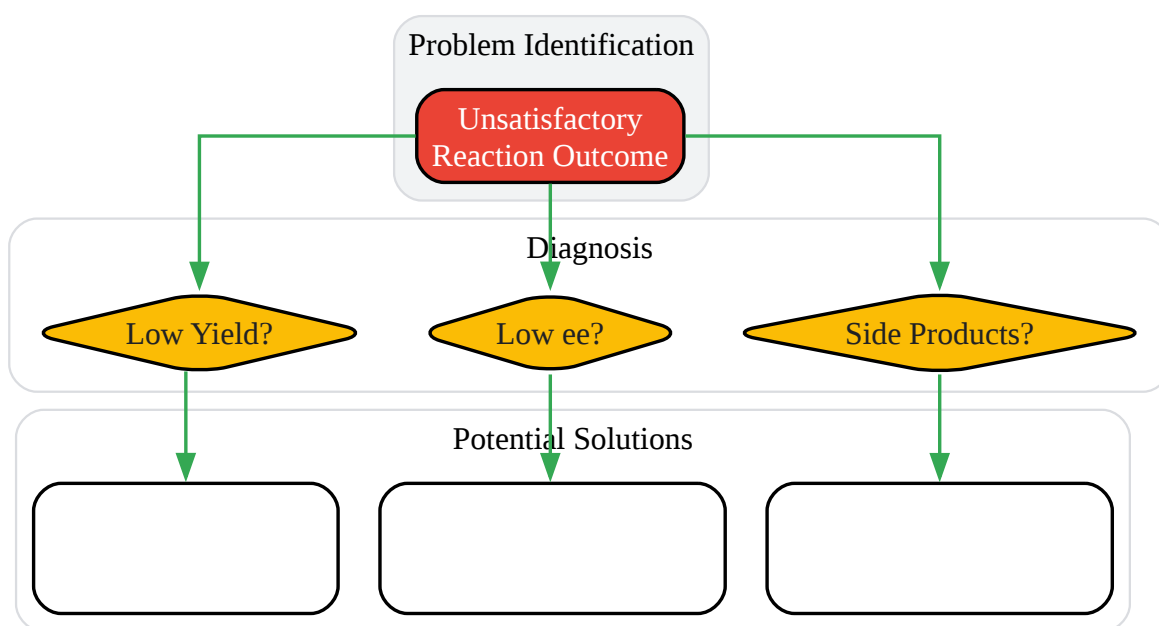 Problem Identification
Unsatisfactory
Reaction Outcome
Diagnosis
Low Yield?
Low ee?
Side Products?
Potential Solutions